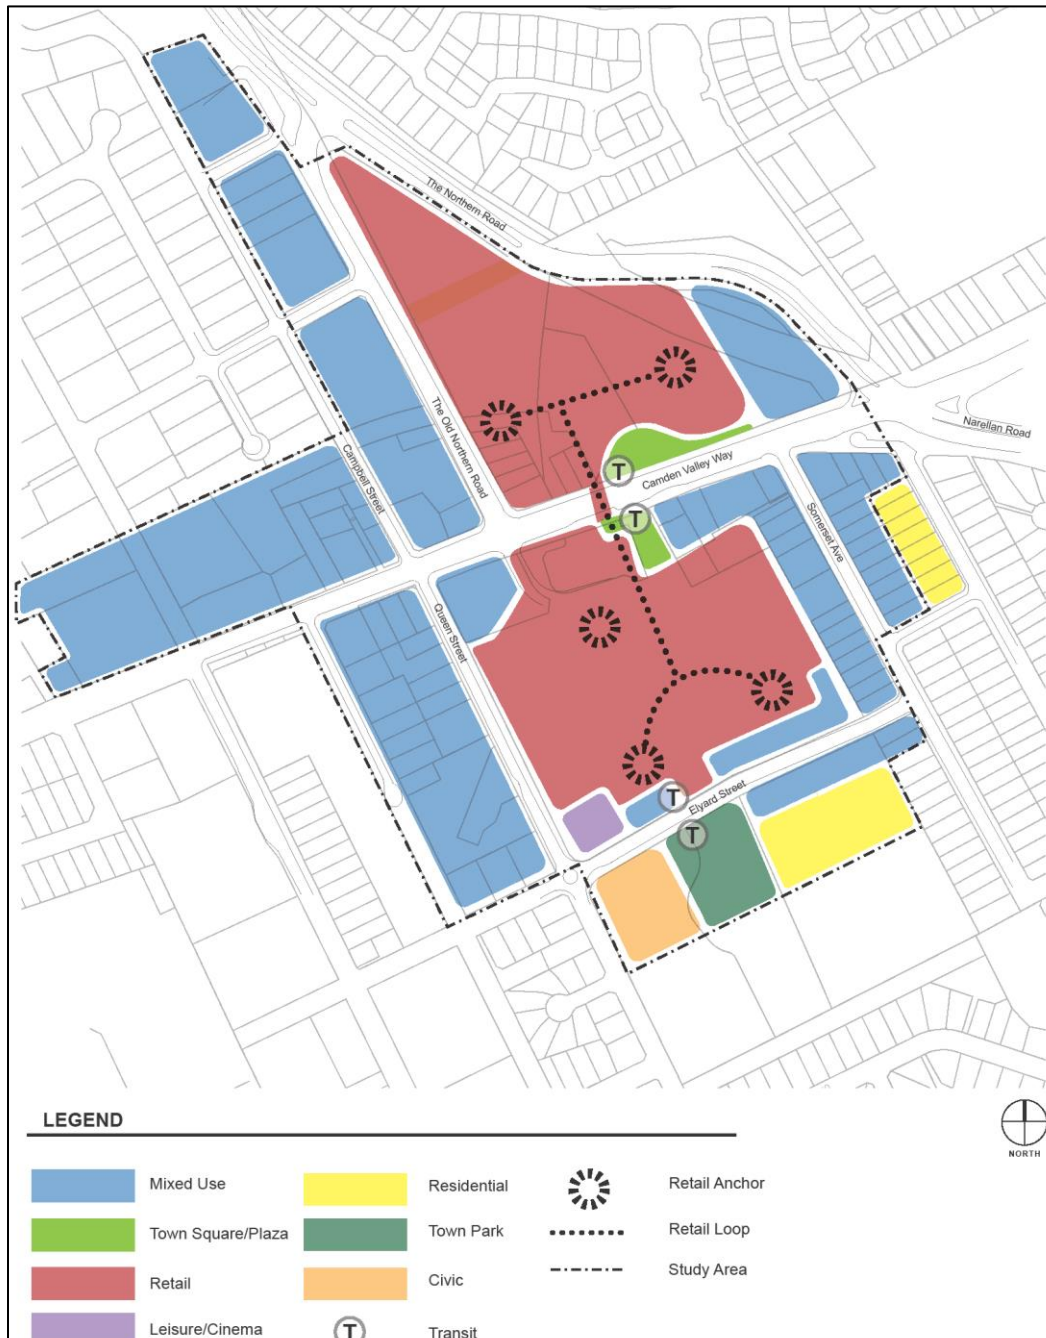 The Northern Road
Narellan Road
The Old Northern Road
Camden Valley Way
T
Campbell Street
T
Somerset Ave
Queen Street
T
Elyard Street
T
LEGEND
NORTH
Mixed Use
Residential
Retail Anchor
Town Square/Plaza
Town Park
Retail Loop
Retail
Civic
Study Area
Leisure/Cinema
T
Transit